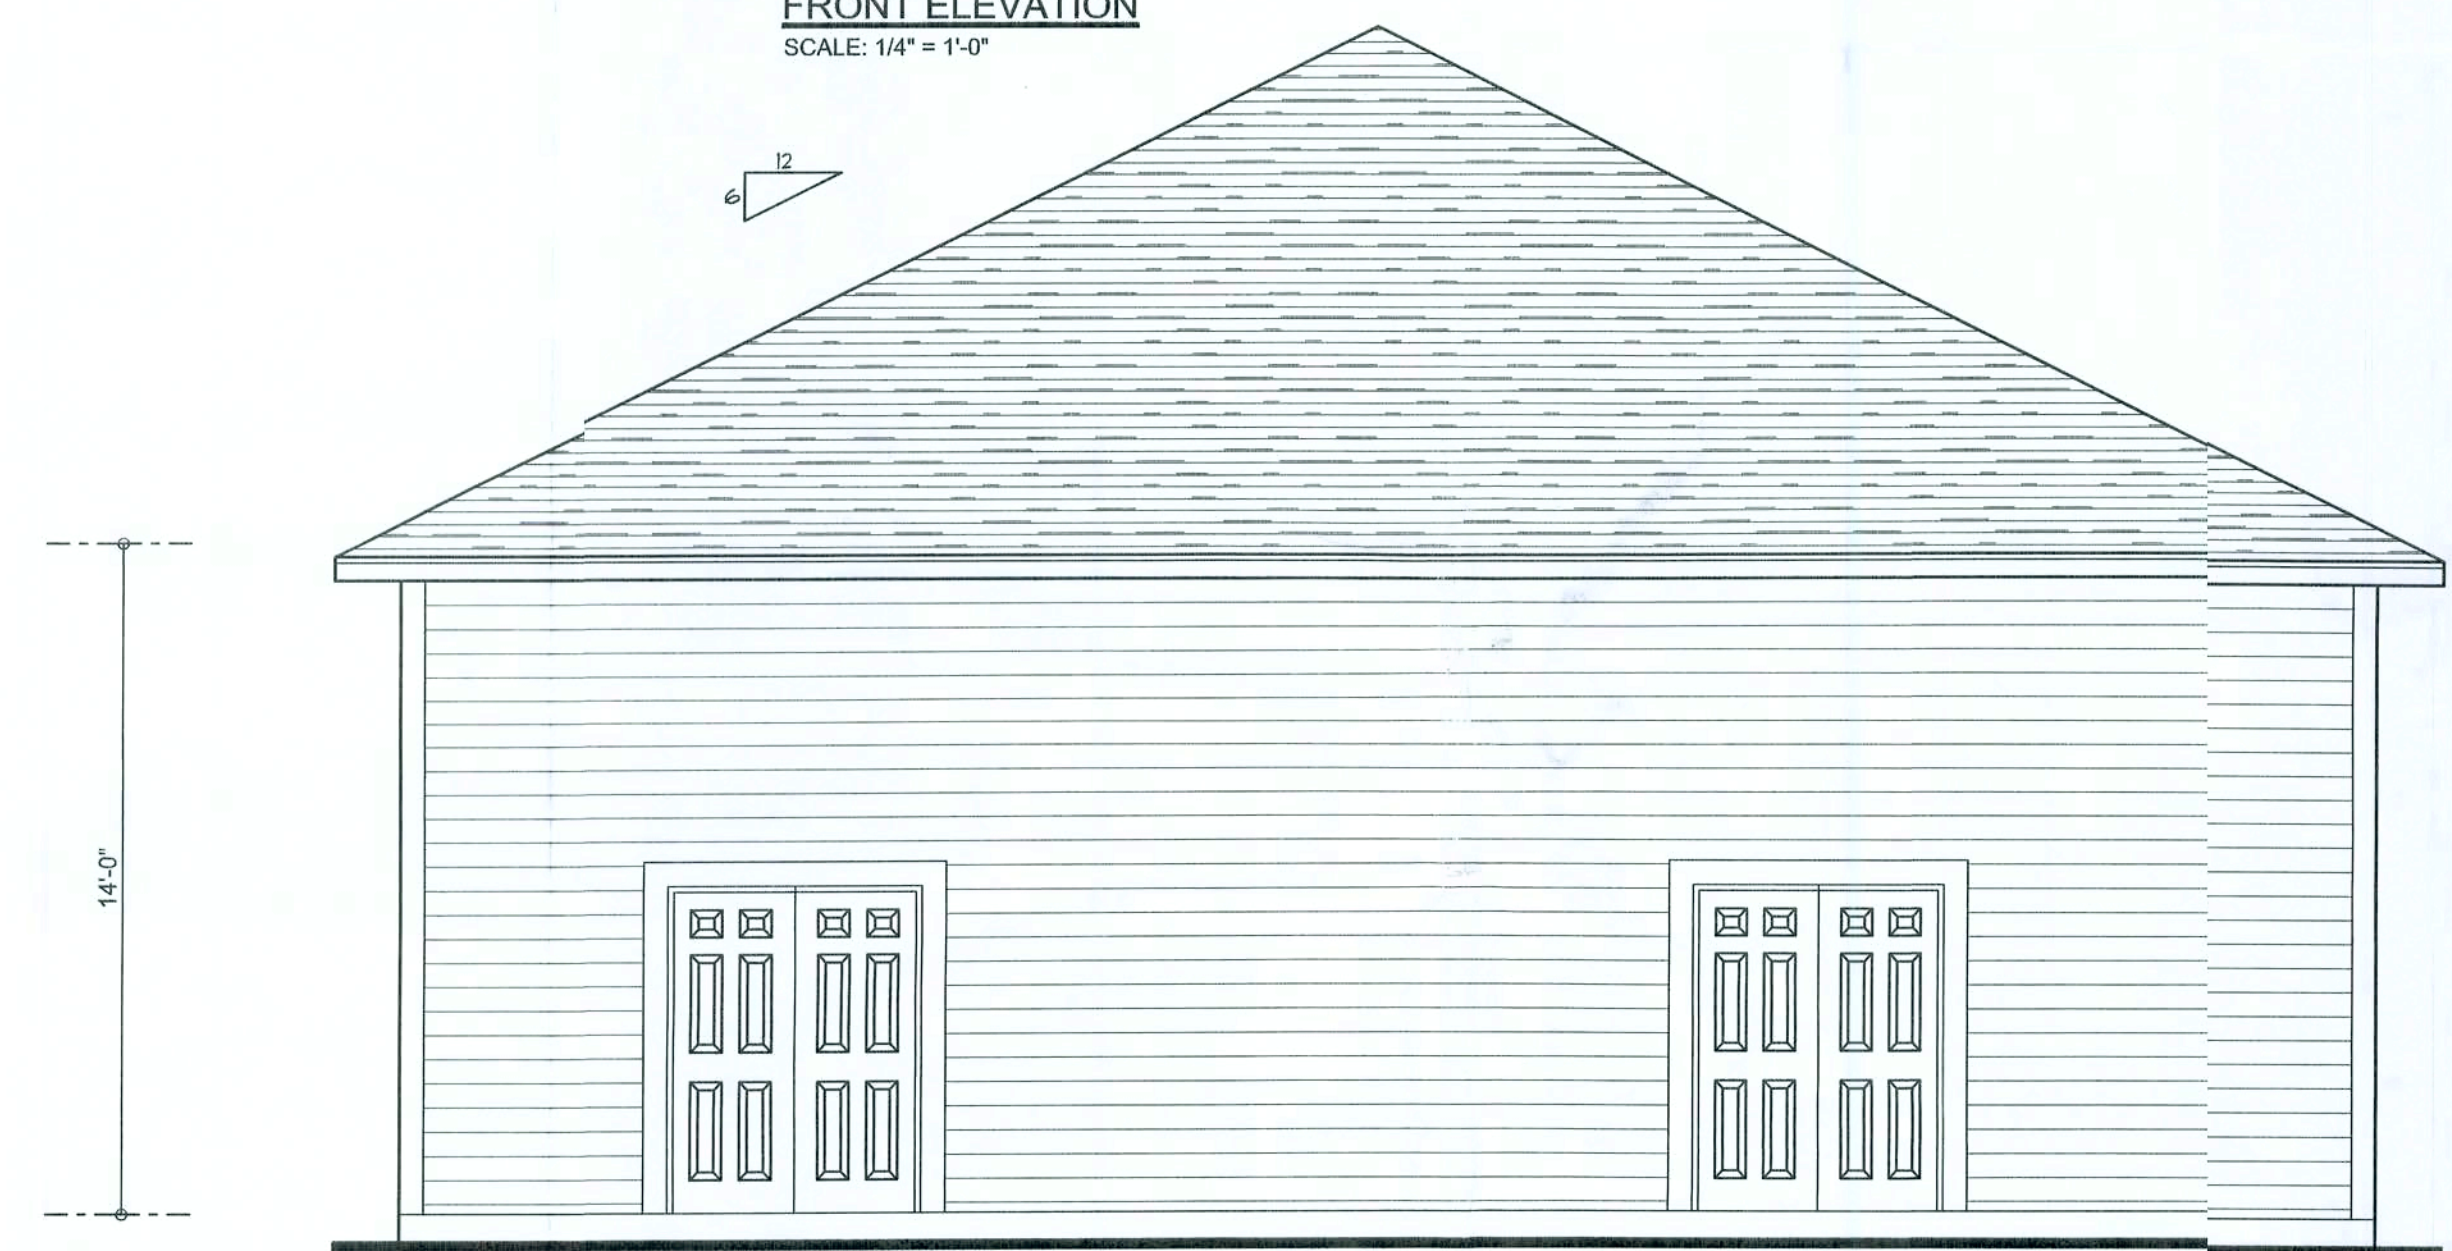 FRONT ELEVATION
SCALE: 1/4" = 1'-0"
12
6
14'-0"